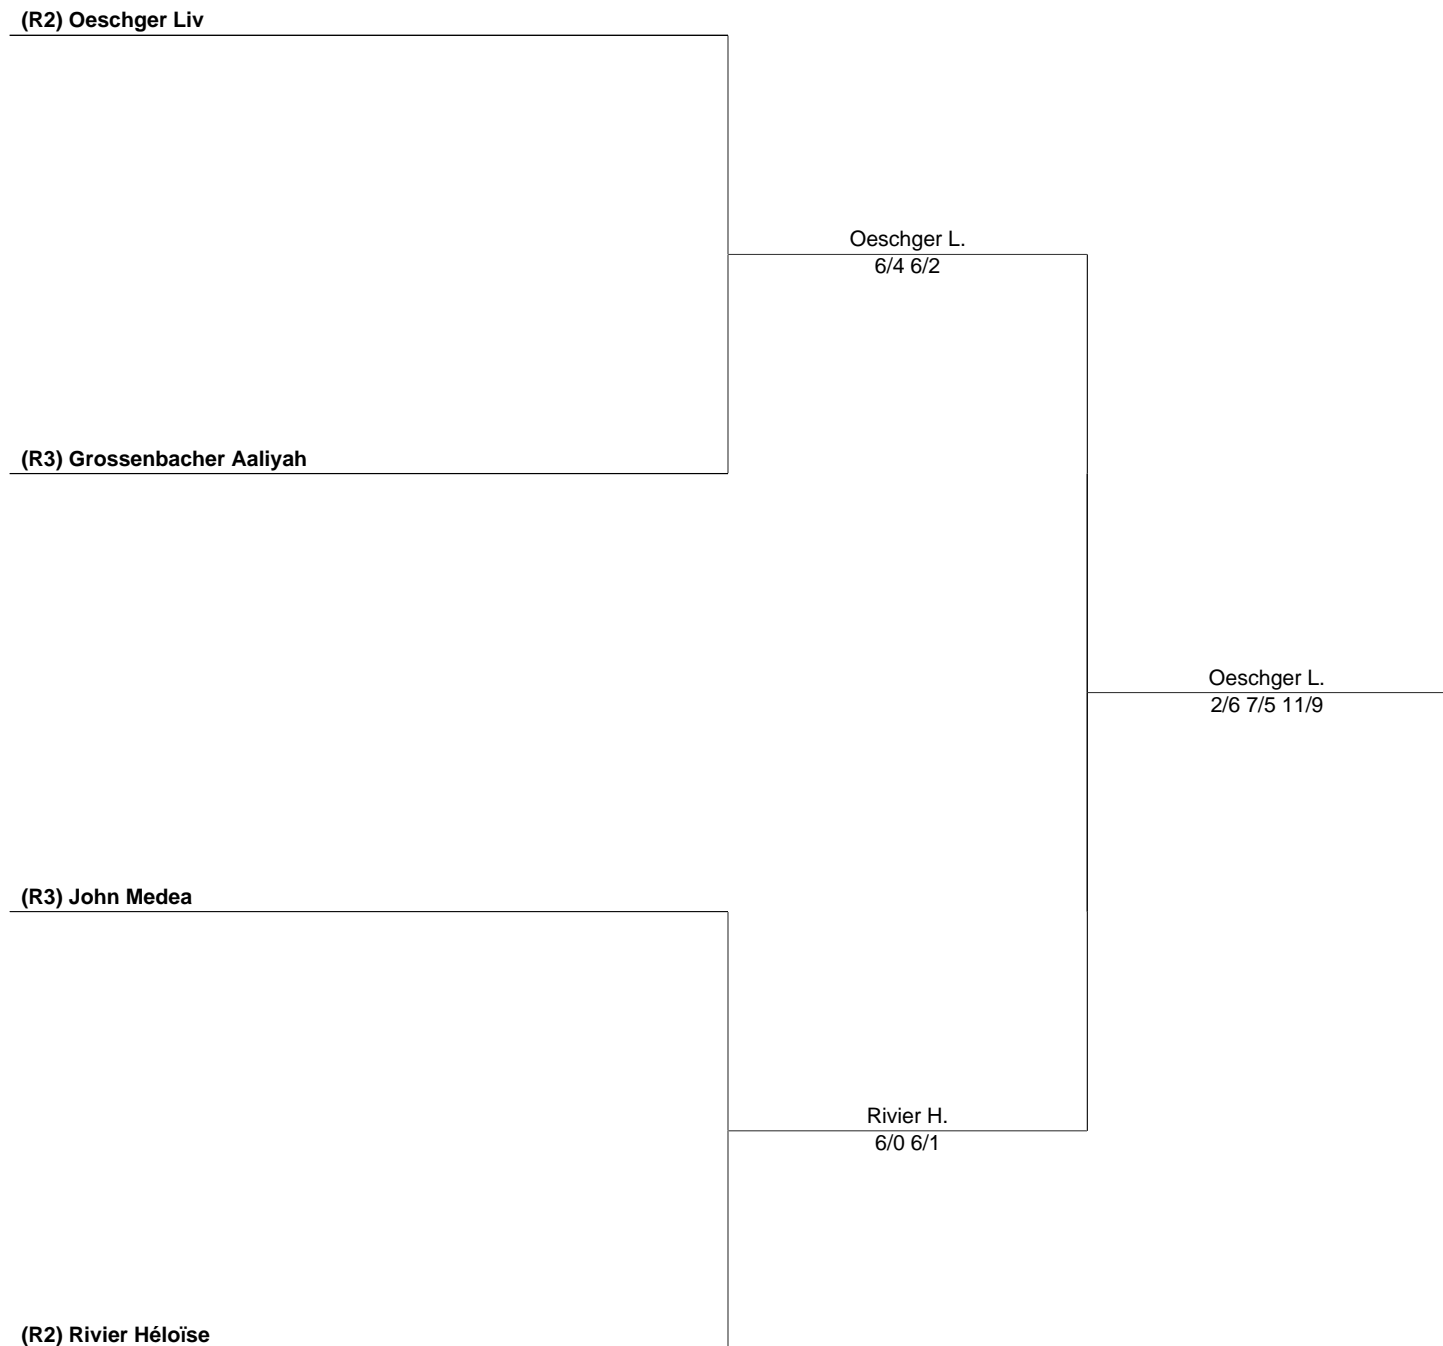 (R2) Oeschger Liv
Oeschger L.
6/4 6/2
(R3) Grossenbacher Aaliyah
Oeschger L.
2/6 7/5 11/9
(R3) John Medea
Rivier H.
6/0 6/1
(R2) Rivier Héloïse